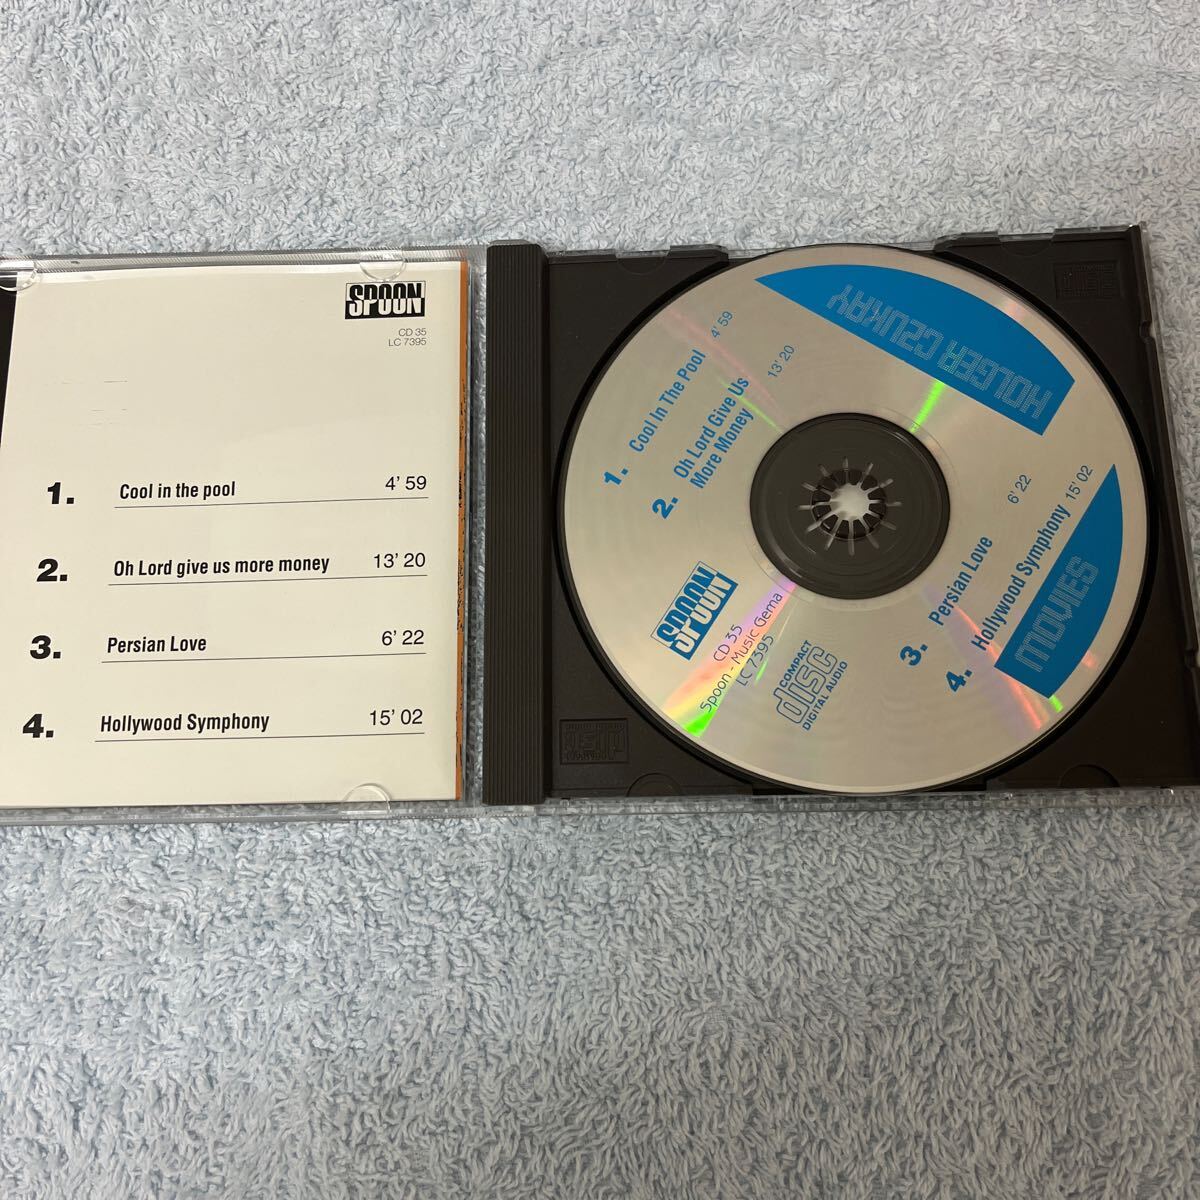 SPOON
CD 35
LC 7395
1. Cool in the pool 4' 59
2. Oh Lord give us more money 13' 20
3. Persian Love 6' 22
4. Hollywood Symphony 15' 02
HOLGER CZUKAY
1. Cool In The Pool 4' 59
2. Oh Lord Give Us
More Money 13' 20
SPOON
CD 35
Spoon - Music Gema
LC 7395
COMPACT
disc
DIGITAL AUDIO
3. Persian Love 6' 22
4. Hollywood Symphony 15' 02
MOVIES